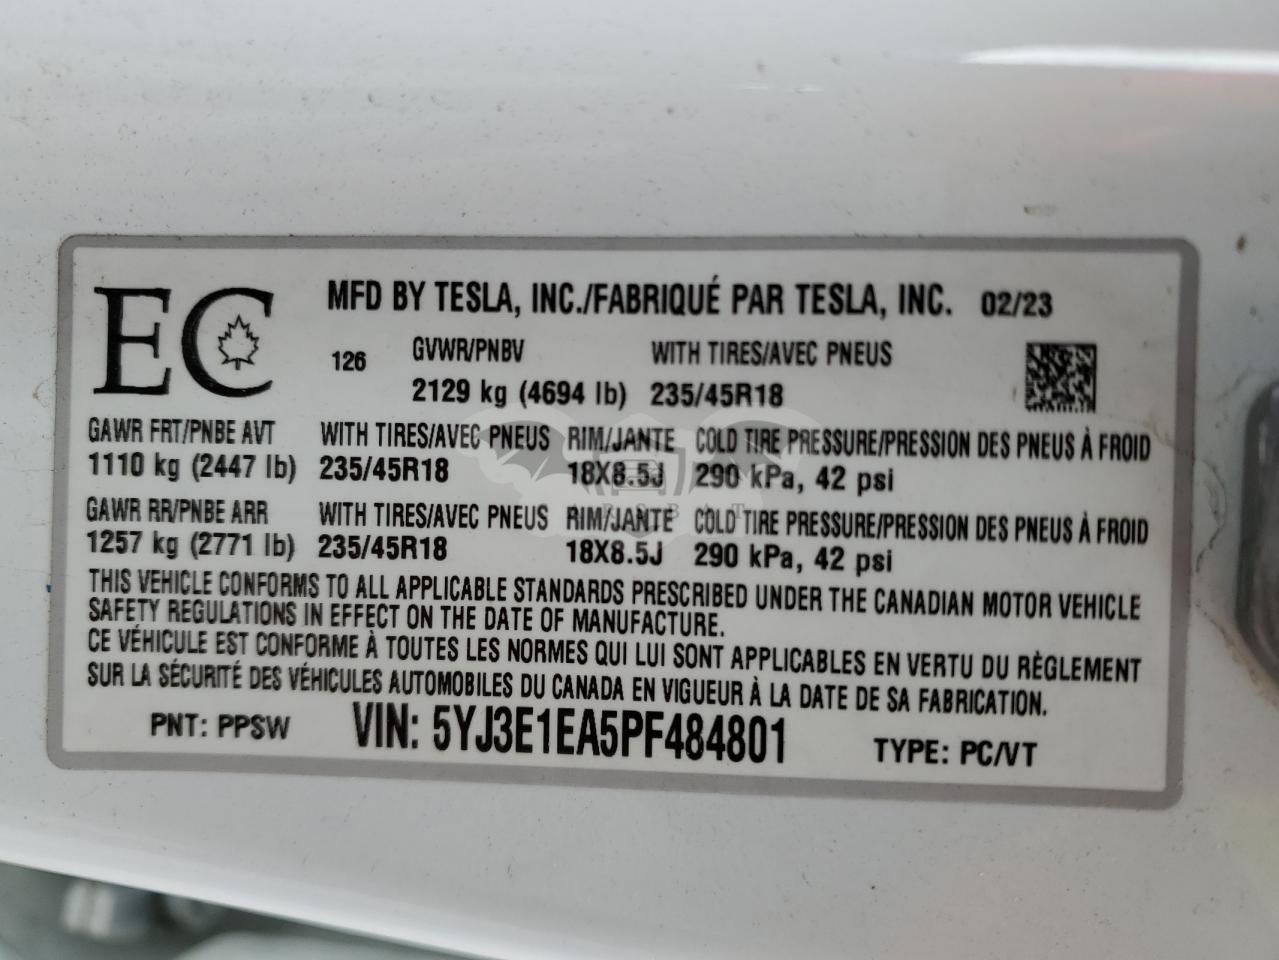 EC MFD BY TESLA, INC./FABRIQUÉ PAR TESLA, INC. 02/23
126 GVWR/PNBV WITH TIRES/AVEC PNEUS
2129 kg (4694 lb) 235/45R18
GAWR FRT/PNBE AVT WITH TIRES/AVEC PNEUS RIM/JANTE COLD TIRE PRESSURE/PRESSION DES PNEUS À FROID
1110 kg (2447 lb) 235/45R18 18X8.5J 290 kPa, 42 psi
GAWR RR/PNBE ARR WITH TIRES/AVEC PNEUS RIM/JANTE COLD TIRE PRESSURE/PRESSION DES PNEUS À FROID
1257 kg (2771 lb) 235/45R18 18X8.5J 290 kPa, 42 psi
THIS VEHICLE CONFORMS TO ALL APPLICABLE STANDARDS PRESCRIBED UNDER THE CANADIAN MOTOR VEHICLE
SAFETY REGULATIONS IN EFFECT ON THE DATE OF MANUFACTURE.
CE VÉHICULE EST CONFORME À TOUTES LES NORMES QUI LUI SONT APPLICABLES EN VERTU DU RÈGLEMENT
SUR LA SÉCURITÉ DES VÉHICULES AUTOMOBILES DU CANADA EN VIGUEUR À LA DATE DE SA FABRICATION.
PNT: PPSW VIN: 5YJ3E1EA5PF484801 TYPE: PC/VT